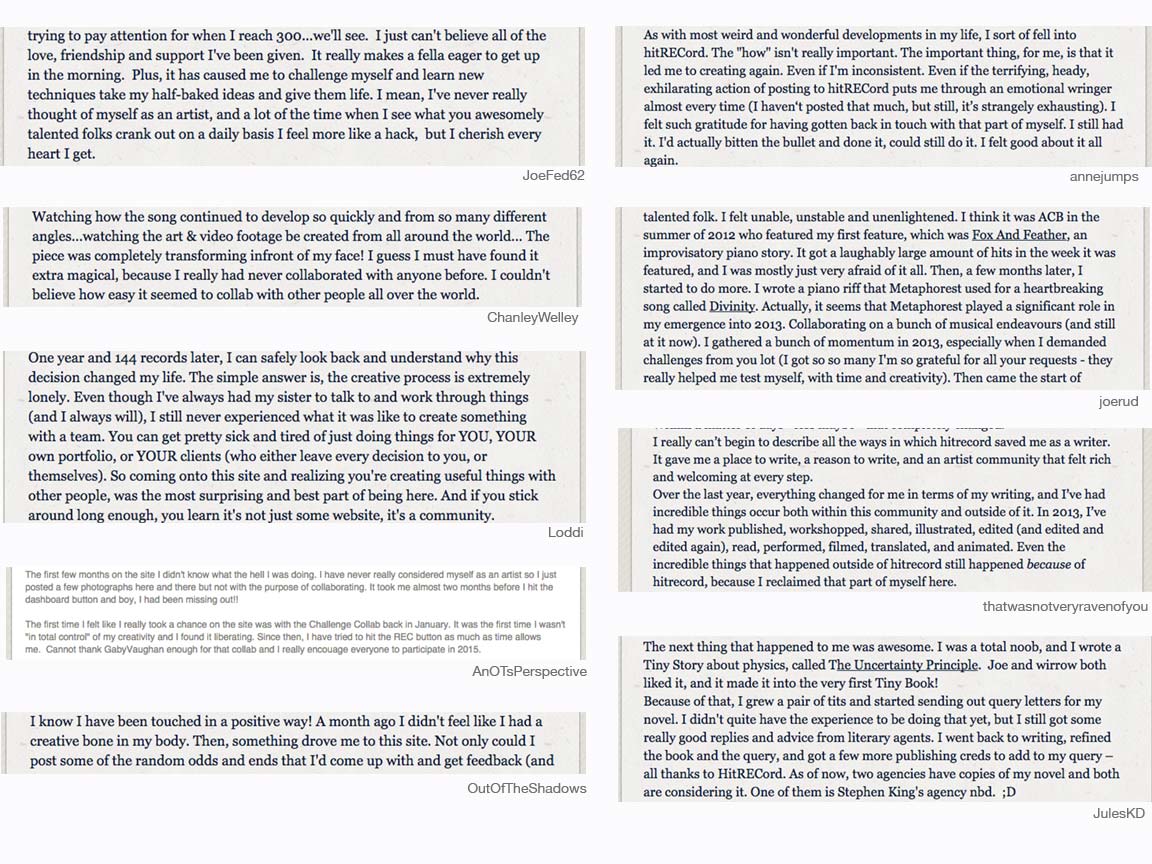 trying to pay attention for when I reach 300...we'll see.  I just can't believe all of the
love, friendship and support I've been given.  It really makes a fella eager to get up
in the morning.  Plus, it has caused me to challenge myself and learn new
techniques take my half-baked ideas and give them life. I mean, I've never really
thought of myself as an artist, and a lot of the time when I see what you awesomely
talented folks crank out on a daily basis I feel more like a hack,  but I cherish every
heart I get.
JoeFed62
Watching how the song continued to develop so quickly and from so many different
angles...watching the art & video footage be created from all around the world... The
piece was completely transforming infront of my face! I guess I must have found it
extra magical, because I really had never collaborated with anyone before. I couldn't
believe how easy it seemed to collab with other people all over the world.
ChanleyWelley
One year and 144 records later, I can safely look back and understand why this
decision changed my life. The simple answer is, the creative process is extremely
lonely. Even though I've always had my sister to talk to and work through things
(and I always will), I still never experienced what it was like to create something
with a team. You can get pretty sick and tired of just doing things for YOU, YOUR
own portfolio, or YOUR clients (who either leave every decision to you, or
themselves). So coming onto this site and realizing you're creating useful things with
other people, was the most surprising and best part of being here. And if you stick
around long enough, you learn it's not just some website, it's a community.
Loddi
The first few months on the site I didn't know what the hell I was doing. I have never really considered myself as an artist so I just
posted a few photographs here and there but not with the purpose of collaborating. It took me almost two months before I hit the
dashboard button and boy, I had been missing out!!
The first time I felt like I really took a chance on the site was with the Challenge Collab back in January. It was the first time I wasn't
"in total control" of my creativity and I found it liberating. Since then, I have tried to hit the REC button as much as time allows
me.  Cannot thank GabyVaughan enough for that collab and I really encouage everyone to participate in 2015.
AnOTsPerspective
I know I have been touched in a positive way! A month ago I didn't feel like I had a
creative bone in my body. Then, something drove me to this site. Not only could I
post some of the random odds and ends that I'd come up with and get feedback (and
OutOfTheShadows
As with most weird and wonderful developments in my life, I sort of fell into
hitRECord. The "how" isn't really important. The important thing, for me, is that it
led me to creating again. Even if I'm inconsistent. Even if the terrifying, heady,
exhilarating action of posting to hitRECord puts me through an emotional wringer
almost every time (I haven't posted that much, but still, it's strangely exhausting). I
felt such gratitude for having gotten back in touch with that part of myself. I still had
it. I'd actually bitten the bullet and done it, could still do it. I felt good about it all
again.
annejumps
talented folk. I felt unable, unstable and unenlightened. I think it was ACB in the
summer of 2012 who featured my first feature, which was Fox And Feather, an
improvisatory piano story. It got a laughably large amount of hits in the week it was
featured, and I was mostly just very afraid of it all. Then, a few months later, I
started to do more. I wrote a piano riff that Metaphorest used for a heartbreaking
song called Divinity. Actually, it seems that Metaphorest played a significant role in
my emergence into 2013. Collaborating on a bunch of musical endeavours (and still
at it now). I gathered a bunch of momentum in 2013, especially when I demanded
challenges from you lot (I got so so many I'm so grateful for all your requests - they
really helped me test myself, with time and creativity). Then came the start of
joerud
I really can't begin to describe all the ways in which hitrecord saved me as a writer.
It gave me a place to write, a reason to write, and an artist community that felt rich
and welcoming at every step.
Over the last year, everything changed for me in terms of my writing, and I've had
incredible things occur both within this community and outside of it. In 2013, I've
had my work published, workshopped, shared, illustrated, edited (and edited and
edited again), read, performed, filmed, translated, and animated. Even the
incredible things that happened outside of hitrecord still happened because of
hitrecord, because I reclaimed that part of myself here.
thatwasnotveryravenofyou
The next thing that happened to me was awesome. I was a total noob, and I wrote a
Tiny Story about physics, called The Uncertainty Principle.  Joe and wirrow both
liked it, and it made it into the very first Tiny Book!
Because of that, I grew a pair of tits and started sending out query letters for my
novel. I didn't quite have the experience to be doing that yet, but I still got some
really good replies and advice from literary agents. I went back to writing, refined
the book and the query, and got a few more publishing creds to add to my query –
all thanks to HitRECord. As of now, two agencies have copies of my novel and both
are considering it. One of them is Stephen King's agency nbd.  ;D
JulesKD